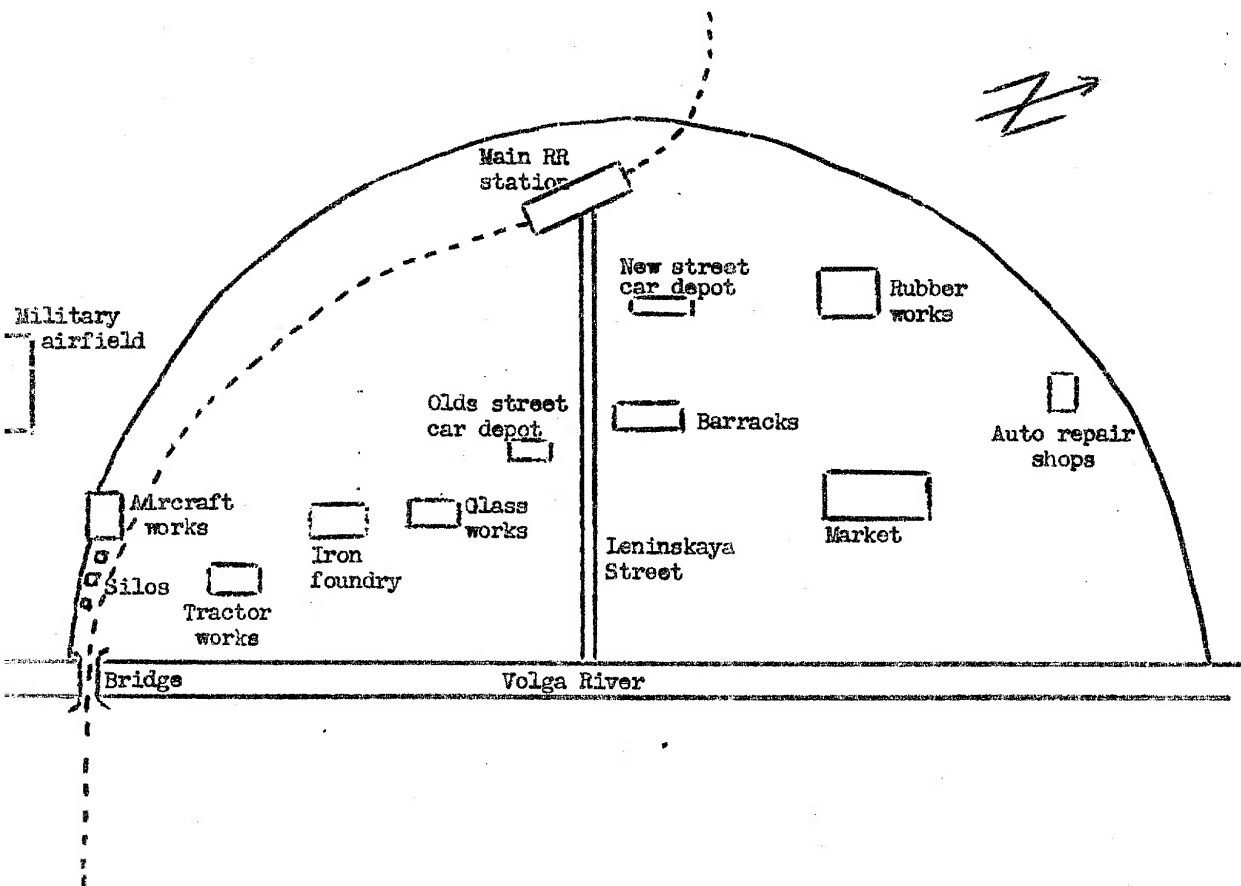 N
Main RR
station
New street
car depot
Rubber
works
Military
airfield
Olds street
car depot
Barracks
Auto repair
shops
Aircraft
works
Glass
works
Iron
foundry
Leninskaya
Street
Market
Silos
Tractor
works
Bridge
Volga River